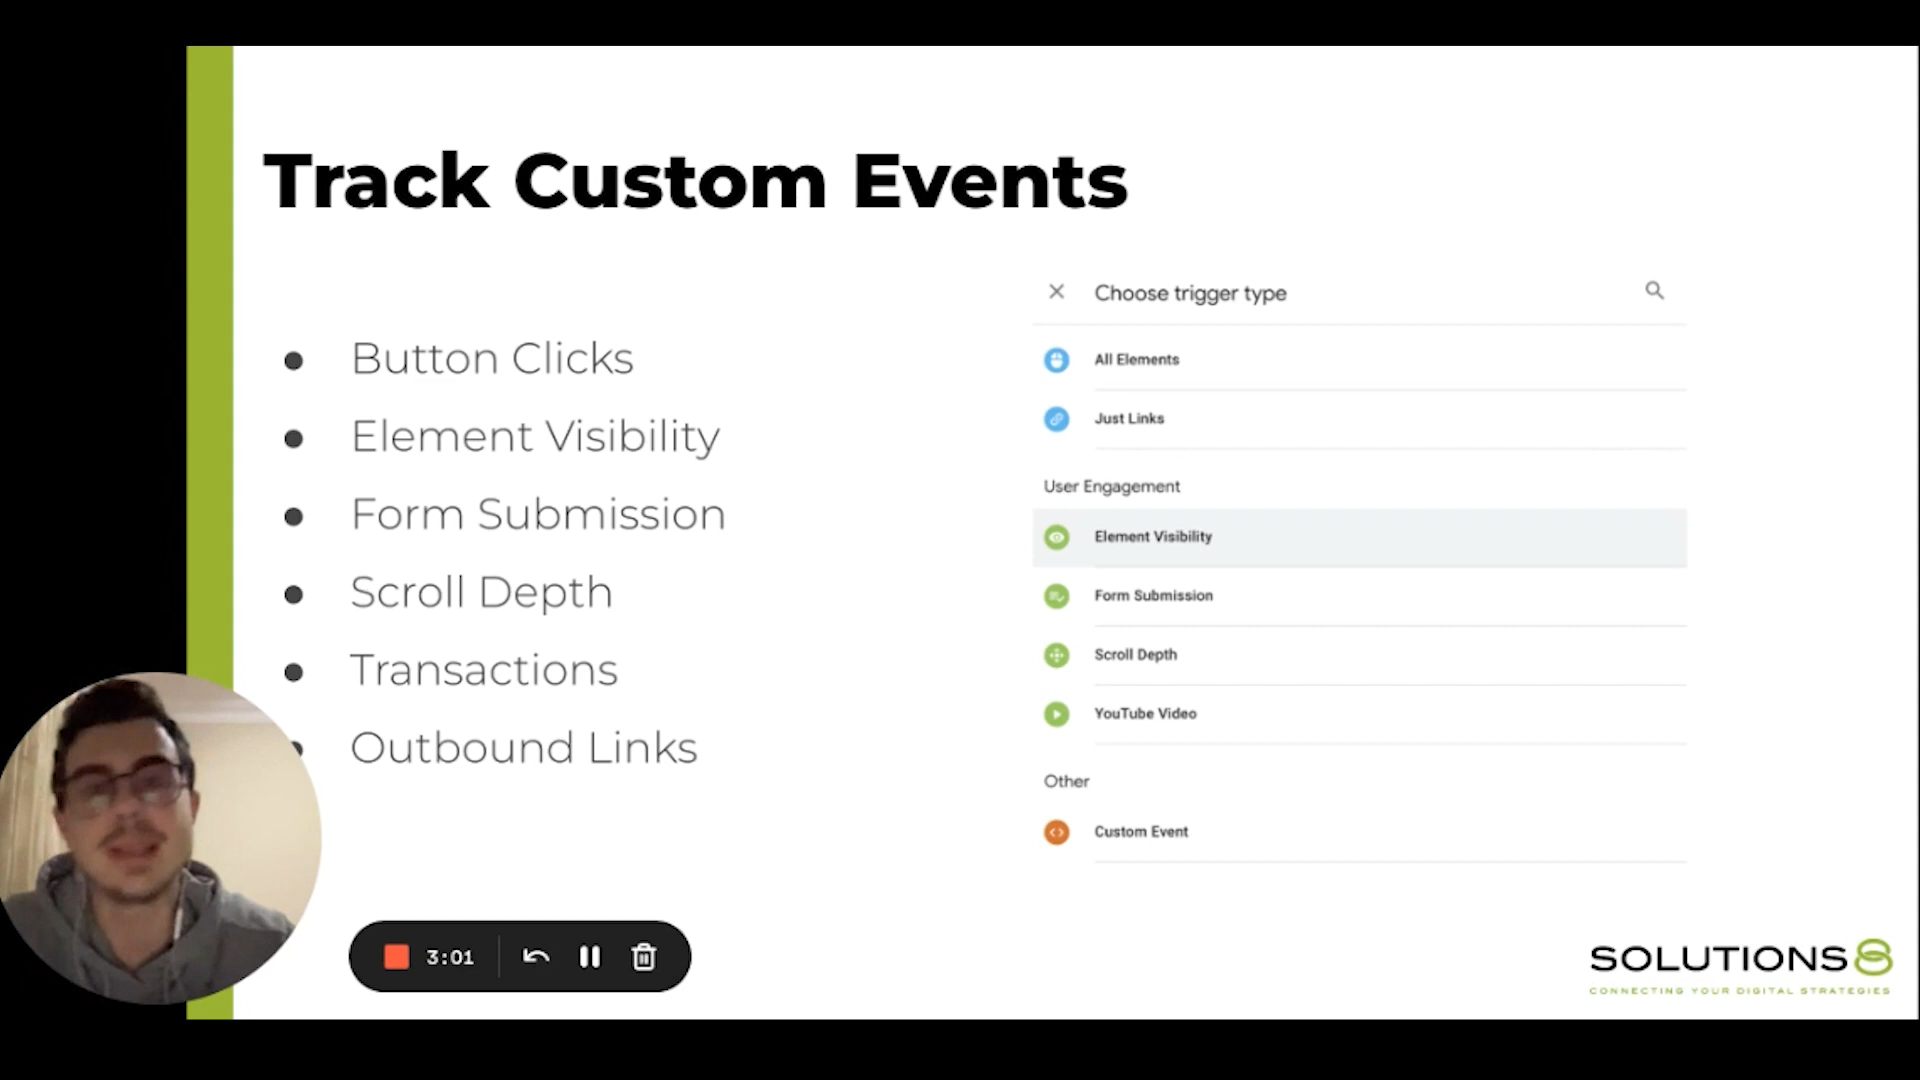 Track Custom Events
Button Clicks
Element Visibility
Form Submission
Scroll Depth
Transactions
Outbound Links
Choose trigger type
All Elements
Just Links
User Engagement
Element Visibility
Form Submission
Scroll Depth
YouTube Video
Other
Custom Event
3:01
SOLUTIONS8
CONNECTING YOUR DIGITAL STRATEGIES